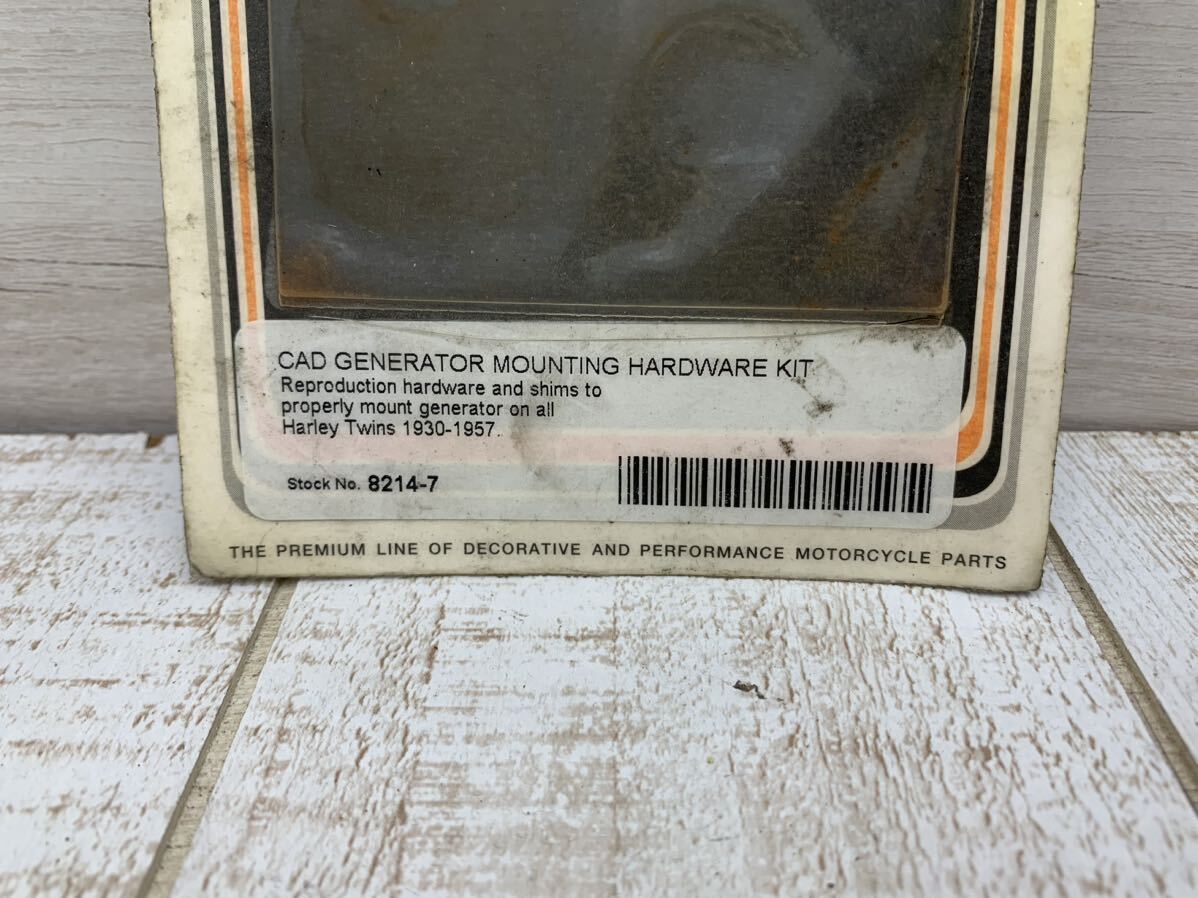 CAD GENERATOR MOUNTING HARDWARE KIT
Reproduction hardware and shims to
properly mount generator on all
Harley Twins 1930-1957.
Stock No. 8214-7
THE PREMIUM LINE OF DECORATIVE AND PERFORMANCE MOTORCYCLE PARTS